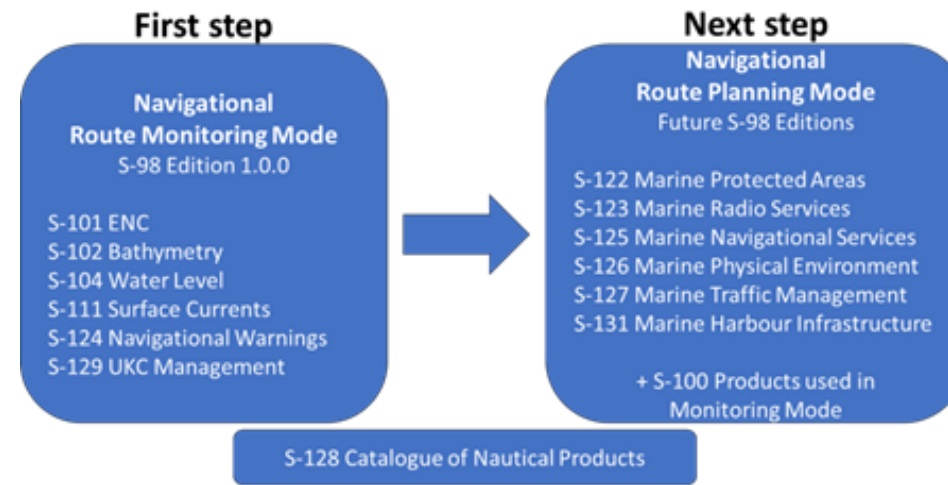 First step
Navigational
Route Monitoring Mode
S-98 Edition 1.0.0
S-101 ENC
S-102 Bathymetry
S-104 Water Level
S-111 Surface Currents
S-124 Navigational Warnings
S-129 UKC Management
Next step
Navigational
Route Planning Mode
Future S-98 Editions
S-122 Marine Protected Areas
S-123 Marine Radio Services
S-125 Marine Navigational Services
S-126 Marine Physical Environment
S-127 Marine Traffic Management
S-131 Marine Harbour Infrastructure
+ S-100 Products used in
Monitoring Mode
S-128 Catalogue of Nautical Products